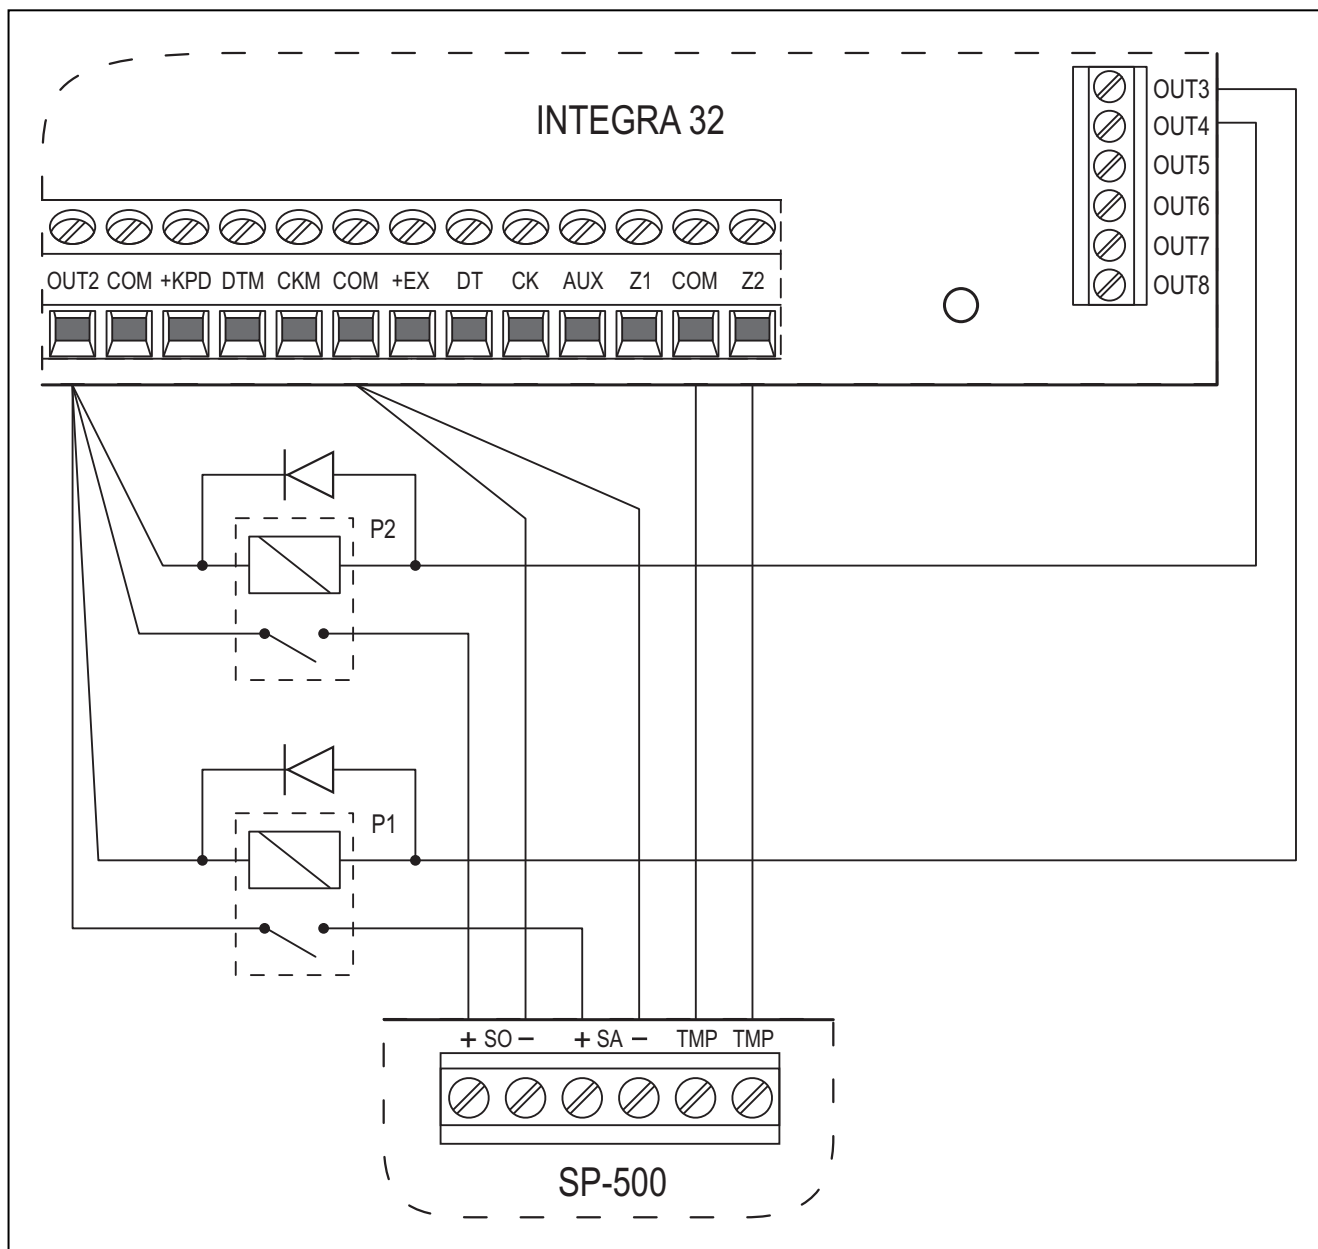 INTEGRA 32
OUT3
OUT4
OUT5
OUT6
OUT7
OUT8
OUT2 COM +KPD DTM CKM COM +EX DT CK AUX Z1 COM Z2
P2
P1
+ SO − + SA − TMP TMP
SP-500